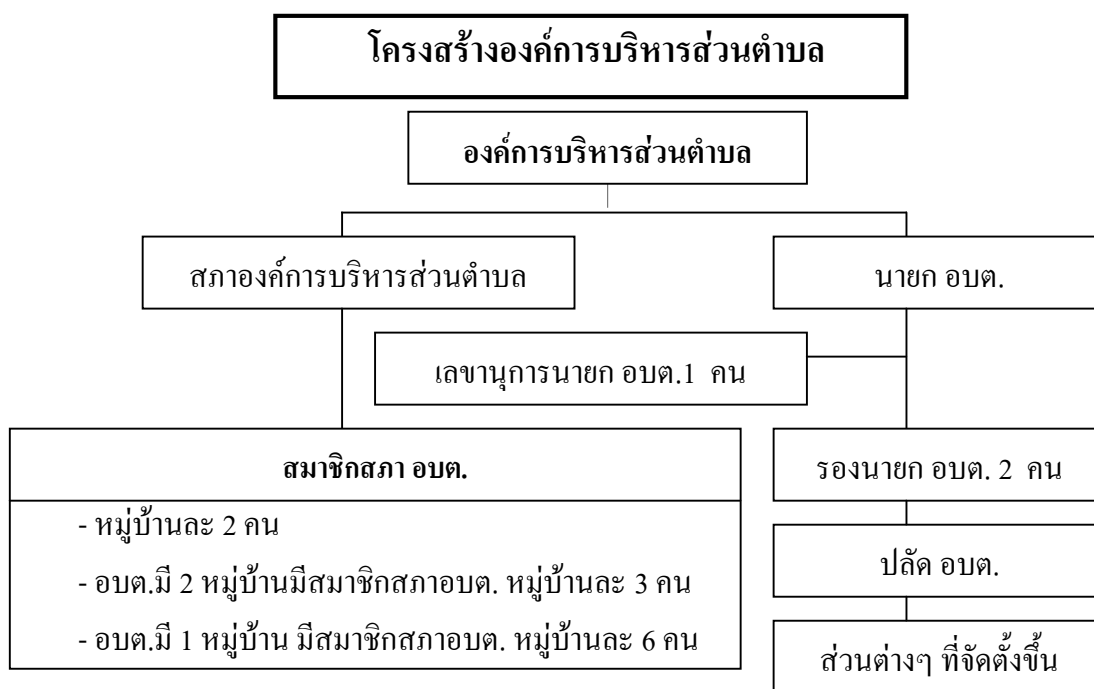 โครงสร้างองค์การบริหารส่วนตำบล
องค์การบริหารส่วนตำบล
สภาองค์การบริหารส่วนตำบล
นายก อบต.
เลขานุการนายก อบต.1 คน
สมาชิกสภา อบต.
- หมู่บ้านละ 2 คน
- อบต.มี 2 หมู่บ้านมีสมาชิกสภาอบต. หมู่บ้านละ 3 คน
- อบต.มี 1 หมู่บ้าน มีสมาชิกสภาอบต. หมู่บ้านละ 6 คน
รองนายก อบต. 2 คน
ปลัด อบต.
ส่วนต่างๆ ที่จัดตั้งขึ้น